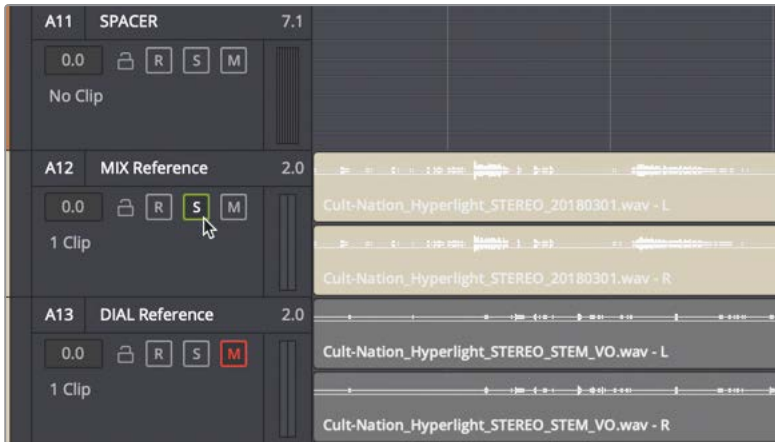 A11 SPACER 7.1
0.0 R S M
No Clip
A12 MIX Reference 2.0
0.0 R S M
1 Clip
Cult-Nation_Hyperlight_STEREO_20180301.wav - L
Cult-Nation_Hyperlight_STEREO_20180301.wav - R
A13 DIAL Reference 2.0
0.0 R S M
1 Clip
Cult-Nation_Hyperlight_STEREO_STEM_VO.wav - L
Cult-Nation_Hyperlight_STEREO_STEM_VO.wav - R